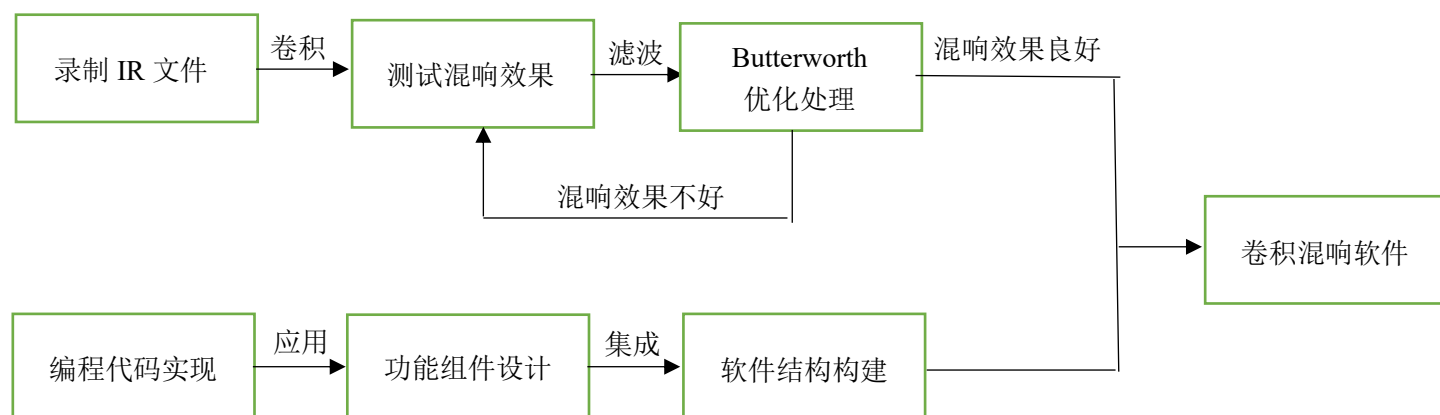 录制 IR 文件
卷积
测试混响效果
滤波
Butterworth
优化处理
混响效果良好
混响效果不好
卷积混响软件
编程代码实现
应用
功能组件设计
集成
软件结构构建